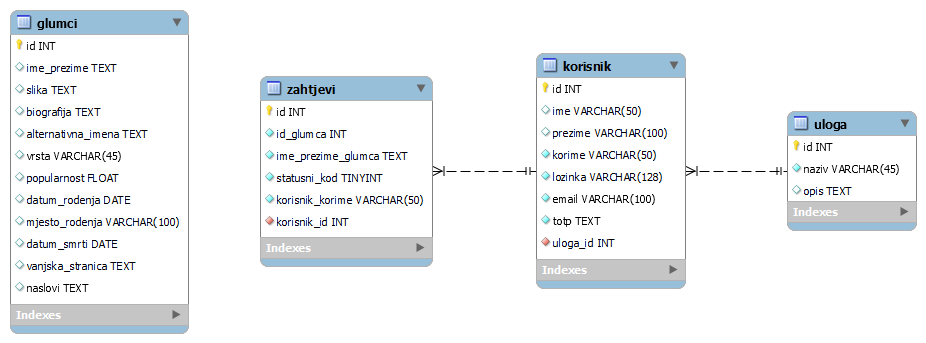 glumci
id INT
ime_prezime TEXT
slika TEXT
biografija TEXT
alternativna_imena TEXT
vrsta VARCHAR(45)
popularnost FLOAT
datum_rodenja DATE
mjesto_rodenja VARCHAR(100)
datum_smrti DATE
vanjska_stranica TEXT
naslovi TEXT
Indexes
zahtjevi
id INT
id_glumca INT
ime_prezime_glumca TEXT
statusni_kod TINYINT
korisnik_korime VARCHAR(50)
korisnik_id INT
Indexes
korisnik
id INT
ime VARCHAR(50)
prezime VARCHAR(100)
korime VARCHAR(50)
lozinka VARCHAR(128)
email VARCHAR(100)
totp TEXT
uloga_id INT
Indexes
uloga
id INT
naziv VARCHAR(45)
opis TEXT
Indexes